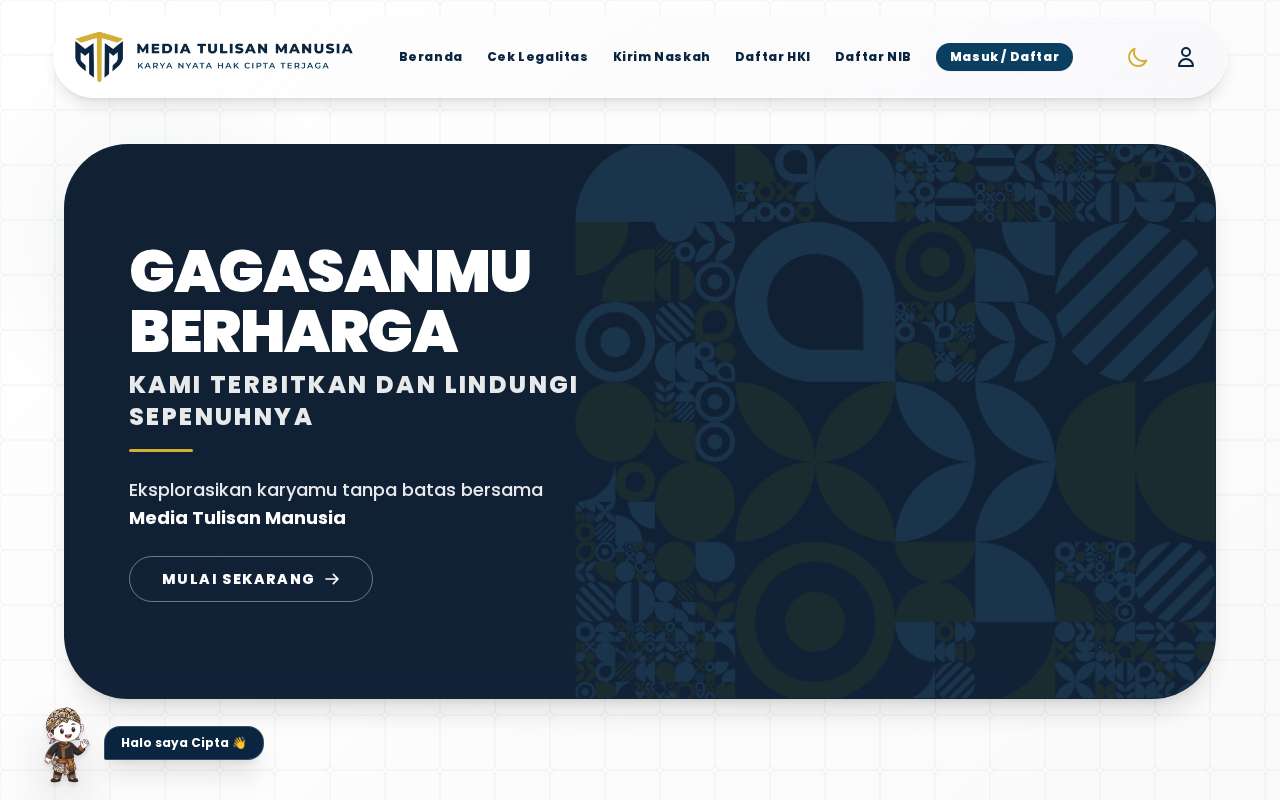 MEDIA TULISAN MANUSIA
KARYA NYATA HAK CIPTA TERJAGA
Beranda
Cek Legalitas
Kirim Naskah
Daftar HKI
Daftar NIB
Masuk / Daftar
GAGASANMU
BERHARGA
KAMI TERBITKAN DAN LINDUNGI
SEPENUHNYA
Eksplorasikan karyamu tanpa batas bersama
Media Tulisan Manusia
MULAI SEKARANG →
Halo saya Cipta 👋